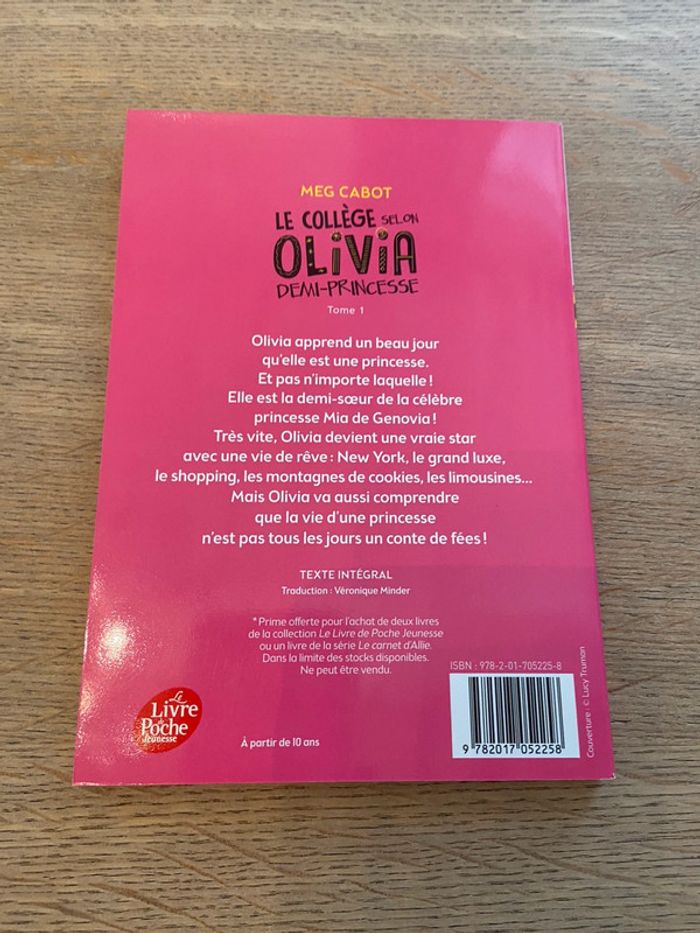 MEG CABOT
LE COLLÈGE SELON
OLIVIA
DEMI-PRINCESSE
Tome 1
Olivia apprend un beau jour
qu'elle est une princesse.
Et pas n'importe laquelle !
Elle est la demi-sœur de la célèbre
princesse Mia de Genovia !
Très vite, Olivia devient une vraie star
avec une vie de rêve : New York, le grand luxe,
le shopping, les montagnes de cookies, les limousines...
Mais Olivia va aussi comprendre
que la vie d'une princesse
n'est pas tous les jours un conte de fées !
TEXTE INTÉGRAL
Traduction : Véronique Minder
* Prime offerte pour l'achat de deux livres
de la collection Le Livre de Poche Jeunesse
ou un livre de la série Le carnet d'Allie.
Dans la limite des stocks disponibles.
Ne peut être vendu.
ISBN : 978-2-01-705225-8
9 782017 052258
Couverture : © Lucy Truman
Le
LIVRE
de
POCHE
Jeunesse
À partir de 10 ans